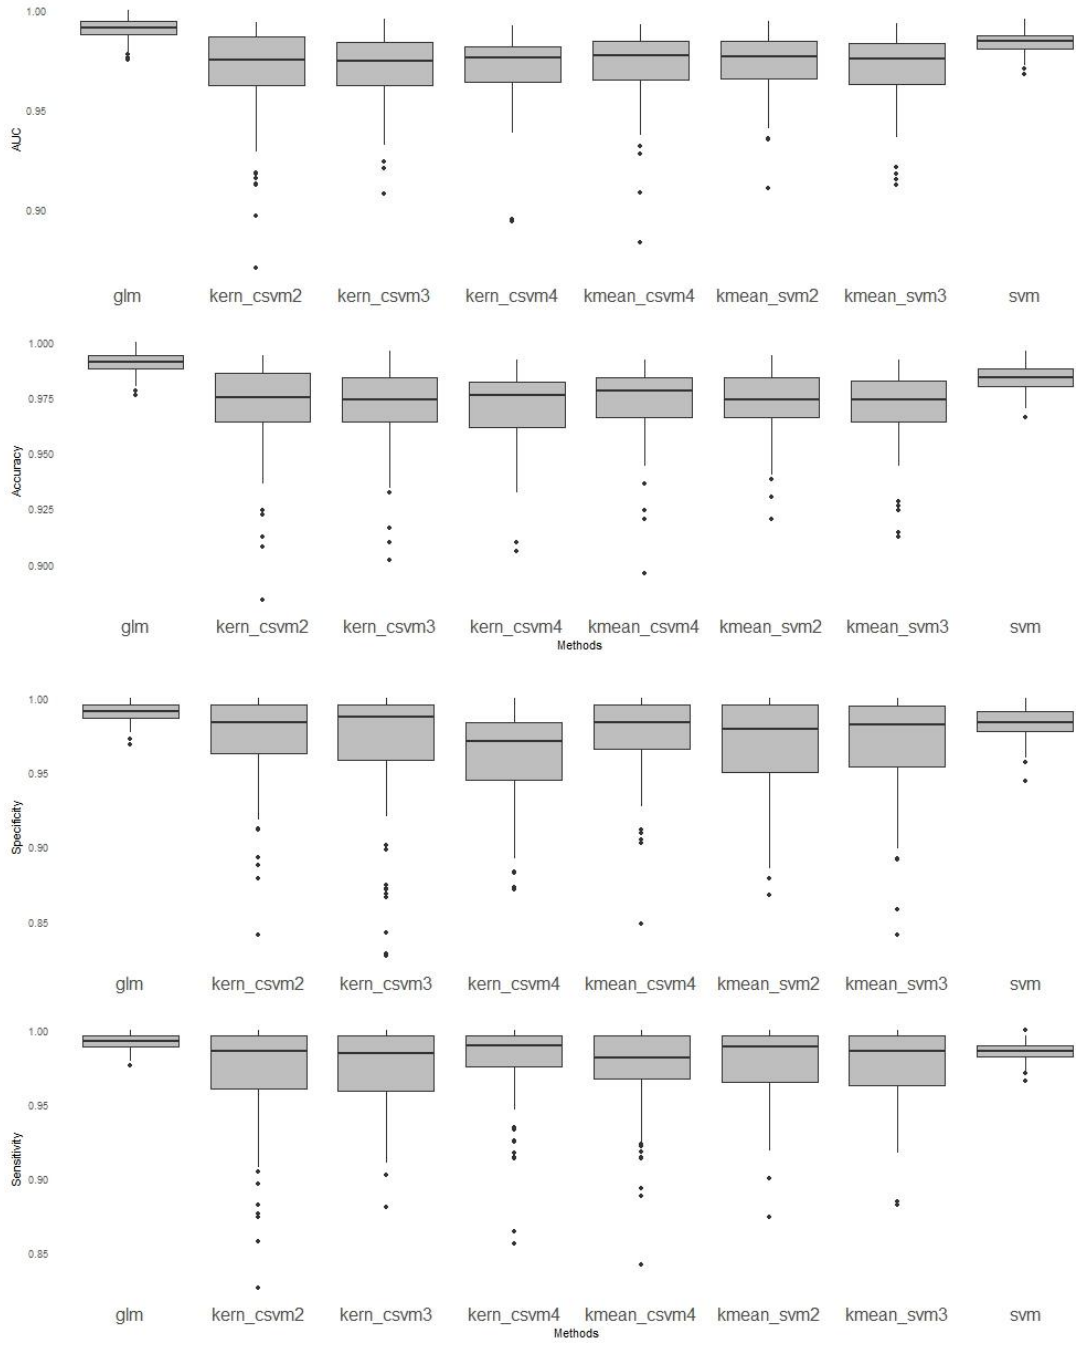 1.00
0.95
AUC
0.90
glm kern_csvm2 kern_csvm3 kern_csvm4 kmean_csvm4 kmean_svm2 kmean_svm3 svm
1.000
0.975
0.950
Accuracy
0.925
0.900
glm kern_csvm2 kern_csvm3 kern_csvm4 kmean_csvm4 kmean_svm2 kmean_svm3 svm
Methods
1.00
0.95
Specificity
0.90
0.85
glm kern_csvm2 kern_csvm3 kern_csvm4 kmean_csvm4 kmean_svm2 kmean_svm3 svm
1.00
0.95
Sensitivity
0.90
0.85
glm kern_csvm2 kern_csvm3 kern_csvm4 kmean_csvm4 kmean_svm2 kmean_svm3 svm
Methods